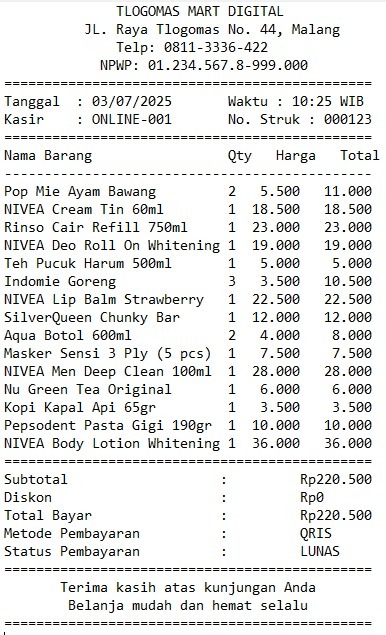 TLOGOMAS MART DIGITAL
JL. Raya Tlogomas No. 44, Malang
Telp: 0811-3336-422
NPWP: 01.234.567.8-999.000
==============================================
Tanggal : 03/07/2025 Waktu : 10:25 WIB
Kasir : ONLINE-001 No. Struk : 000123
==============================================
Nama Barang Qty Harga Total
----------------------------------------------
Pop Mie Ayam Bawang 2 5.500 11.000
NIVEA Cream Tin 60ml 1 18.500 18.500
Rinso Cair Refill 750ml 1 23.000 23.000
NIVEA Deo Roll On Whitening 1 19.000 19.000
Teh Pucuk Harum 500ml 1 5.000 5.000
Indomie Goreng 3 3.500 10.500
NIVEA Lip Balm Strawberry 1 22.500 22.500
SilverQueen Chunky Bar 1 12.000 12.000
Aqua Botol 600ml 2 4.000 8.000
Masker Sensi 3 Ply (5 pcs) 1 7.500 7.500
NIVEA Men Deep Clean 100ml 1 28.000 28.000
Nu Green Tea Original 1 6.000 6.000
Kopi Kapal Api 65gr 1 3.500 3.500
Pepsodent Pasta Gigi 190gr 1 10.000 10.000
NIVEA Body Lotion Whitening 1 36.000 36.000
==============================================
Subtotal : Rp220.500
Diskon : Rp0
Total Bayar : Rp220.500
Metode Pembayaran : QRIS
Status Pembayaran : LUNAS
==============================================
Terima kasih atas kunjungan Anda
Belanja mudah dan hemat selalu
==============================================